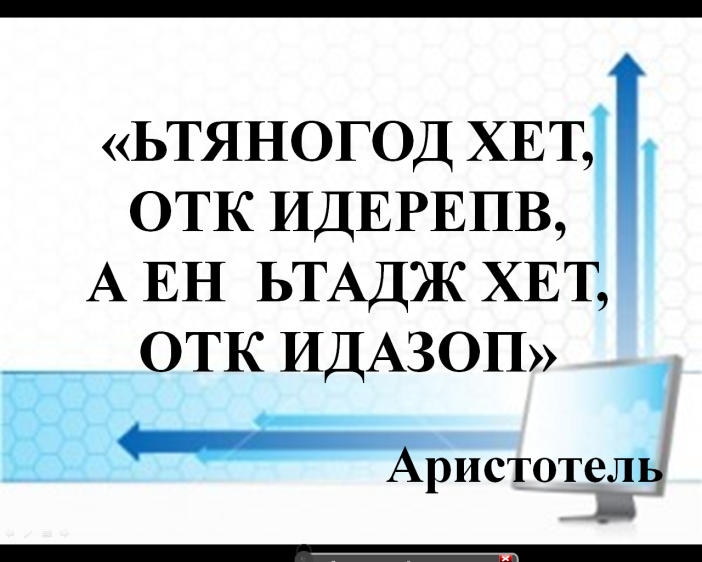 «ЬТЯНОГОД ХЕТ,
ОТК ИДЕРЕПВ,
А ЕН ЬТАДЖ ХЕТ,
ОТК ИДАЗОП»
Аристотель